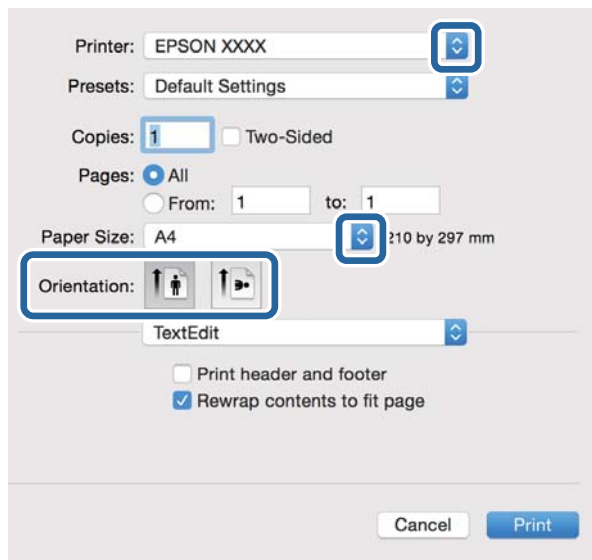 Printer: EPSON XXXX
Presets: Default Settings
Copies: 1 Two-Sided
Pages: All
From: 1 to: 1
Paper Size: A4 210 by 297 mm
Orientation:
TextEdit
Print header and footer
Rewrap contents to fit page
Cancel Print